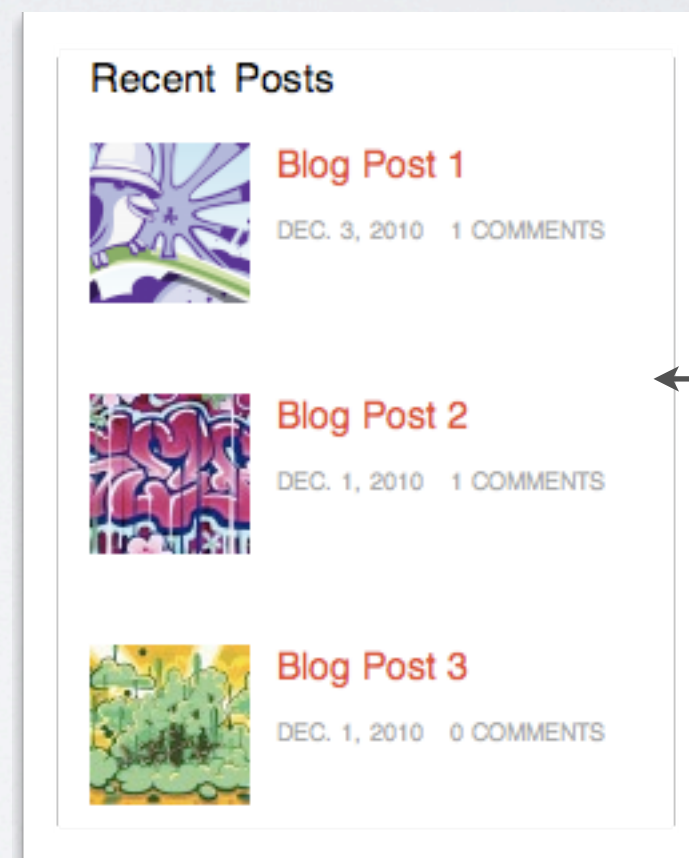 Recent Posts
Blog Post 1
DEC. 3, 2010 1 COMMENTS
Blog Post 2
DEC. 1, 2010 1 COMMENTS
Blog Post 3
DEC. 1, 2010 0 COMMENTS